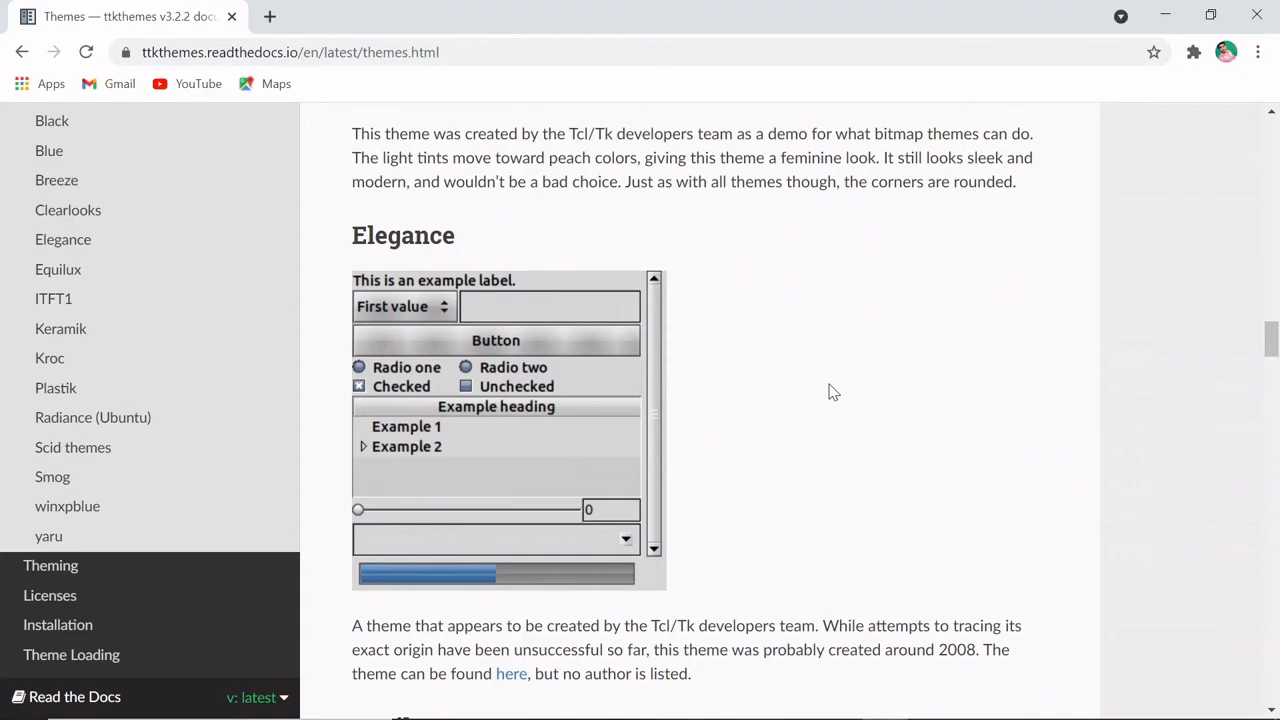 Themes — ttkthemes v3.2.2 docu
ttkthemes.readthedocs.io/en/latest/themes.html
Apps
Gmail
YouTube
Maps
Black
Blue
Breeze
Clearlooks
Elegance
Equilux
ITFT1
Keramik
Kroc
Plastik
Radiance (Ubuntu)
Scid themes
Smog
winxpblue
yaru
Theming
Licenses
Installation
Theme Loading
Read the Docs
v: latest
This theme was created by the Tcl/Tk developers team as a demo for what bitmap themes can do.
The light tints move toward peach colors, giving this theme a feminine look. It still looks sleek and
modern, and wouldn't be a bad choice. Just as with all themes though, the corners are rounded.
Elegance
This is an example label.
First value
Button
Radio one Radio two
Checked Unchecked
Example heading
Example 1
Example 2
0
A theme that appears to be created by the Tcl/Tk developers team. While attempts to tracing its
exact origin have been unsuccessful so far, this theme was probably created around 2008. The
theme can be found here, but no author is listed.